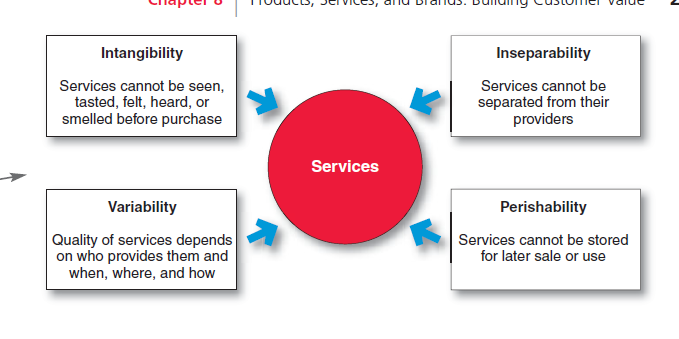 Chapter 8 Products, Services, and Brands: Building Customer Value
Intangibility
Services cannot be seen,
tasted, felt, heard, or
smelled before purchase
Inseparability
Services cannot be
separated from their
providers
Services
Variability
Quality of services depends
on who provides them and
when, where, and how
Perishability
Services cannot be stored
for later sale or use